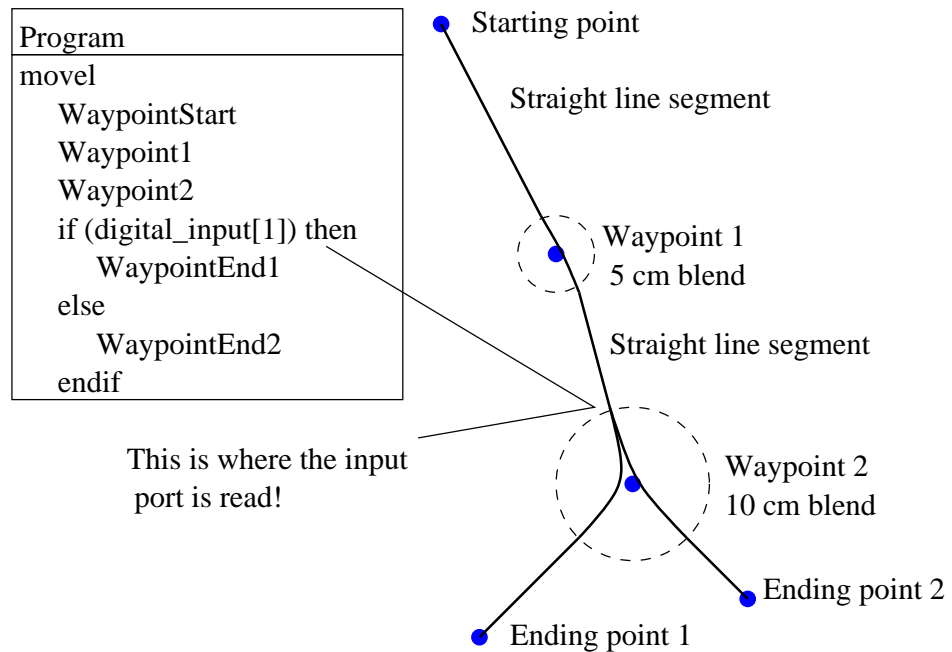 Program
movel
WaypointStart
Waypoint1
Waypoint2
if (digital_input[1]) then
WaypointEnd1
else
WaypointEnd2
endif
This is where the input
port is read!
Starting point
Straight line segment
Waypoint 1
5 cm blend
Straight line segment
Waypoint 2
10 cm blend
Ending point 2
Ending point 1